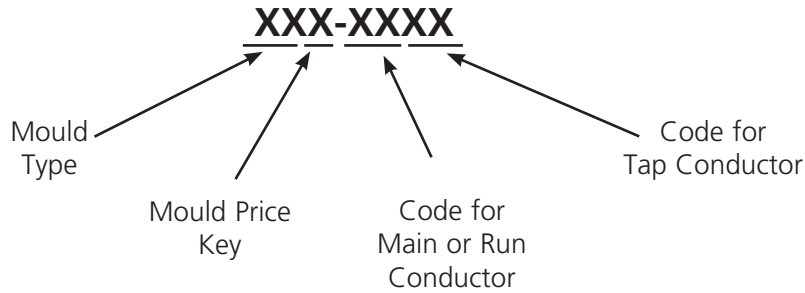 XXX-XXXX
Mould
Type
Mould Price
Key
Code for
Main or Run
Conductor
Code for
Tap Conductor